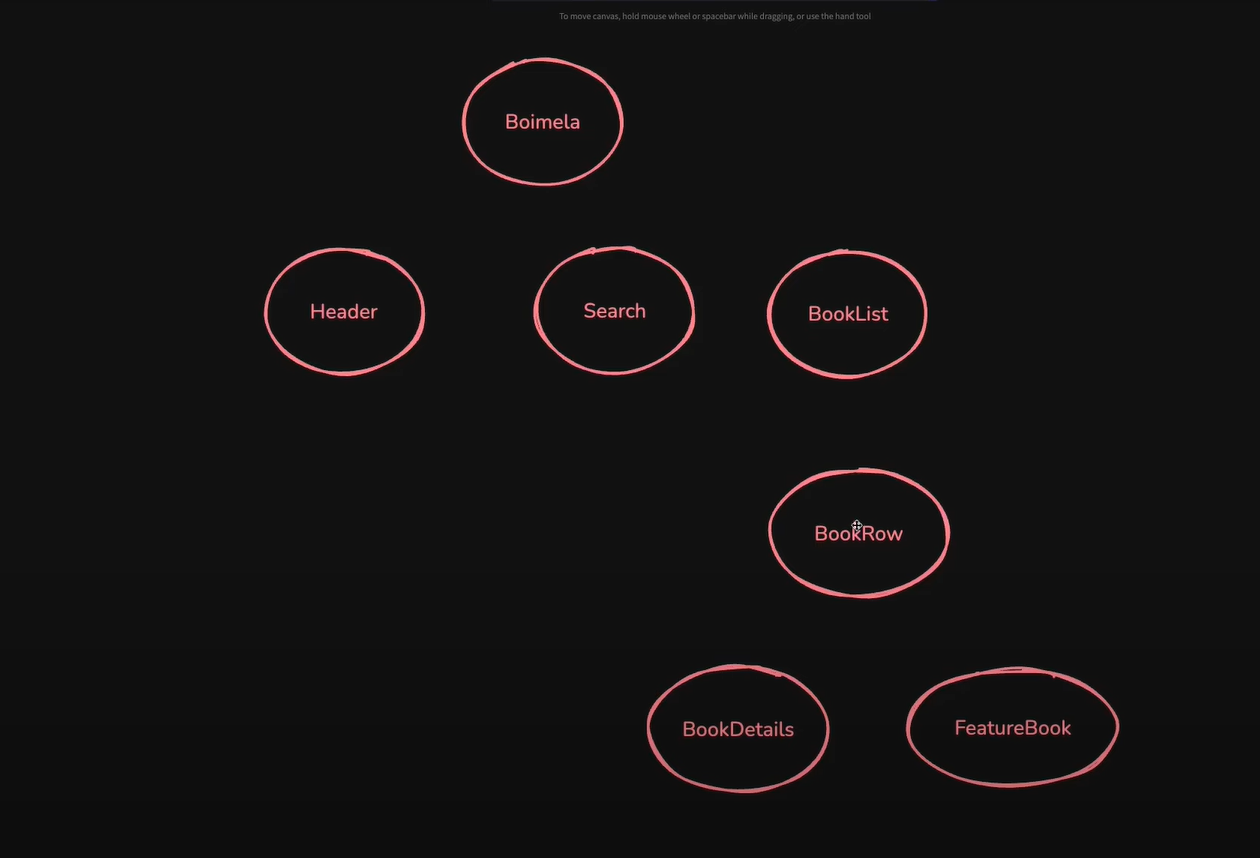 To move canvas, hold mouse wheel or spacebar while dragging, or use the hand tool
Boimela
Header
Search
BookList
BookRow
BookDetails
FeatureBook